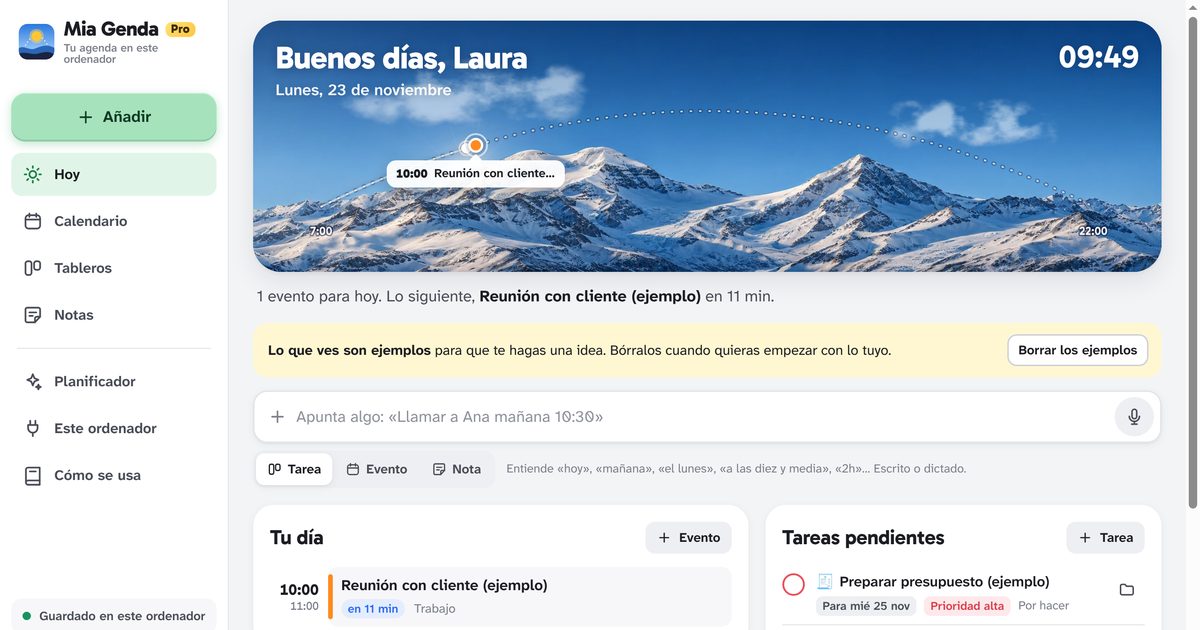 Mia Genda Pro
Tu agenda en este
ordenador
+ Añadir
Hoy
Calendario
Tableros
Notas
Planificador
Este ordenador
Cómo se usa
Guardado en este ordenador
Buenos días, Laura
09:49
Lunes, 23 de noviembre
10:00 Reunión con cliente...
7:00
22:00
1 evento para hoy. Lo siguiente, Reunión con cliente (ejemplo) en 11 min.
Lo que ves son ejemplos para que te hagas una idea. Bórralos cuando quieras empezar con lo tuyo.
Borrar los ejemplos
+ Apunta algo: «Llamar a Ana mañana 10:30»
Tarea
Evento
Nota
Entiende «hoy», «mañana», «el lunes», «a las diez y media», «2h»... Escrito o dictado.
Tu día
+ Evento
10:00
11:00
Reunión con cliente (ejemplo)
en 11 min Trabajo
Tareas pendientes
+ Tarea
Preparar presupuesto (ejemplo)
Para mié 25 nov Prioridad alta Por hacer